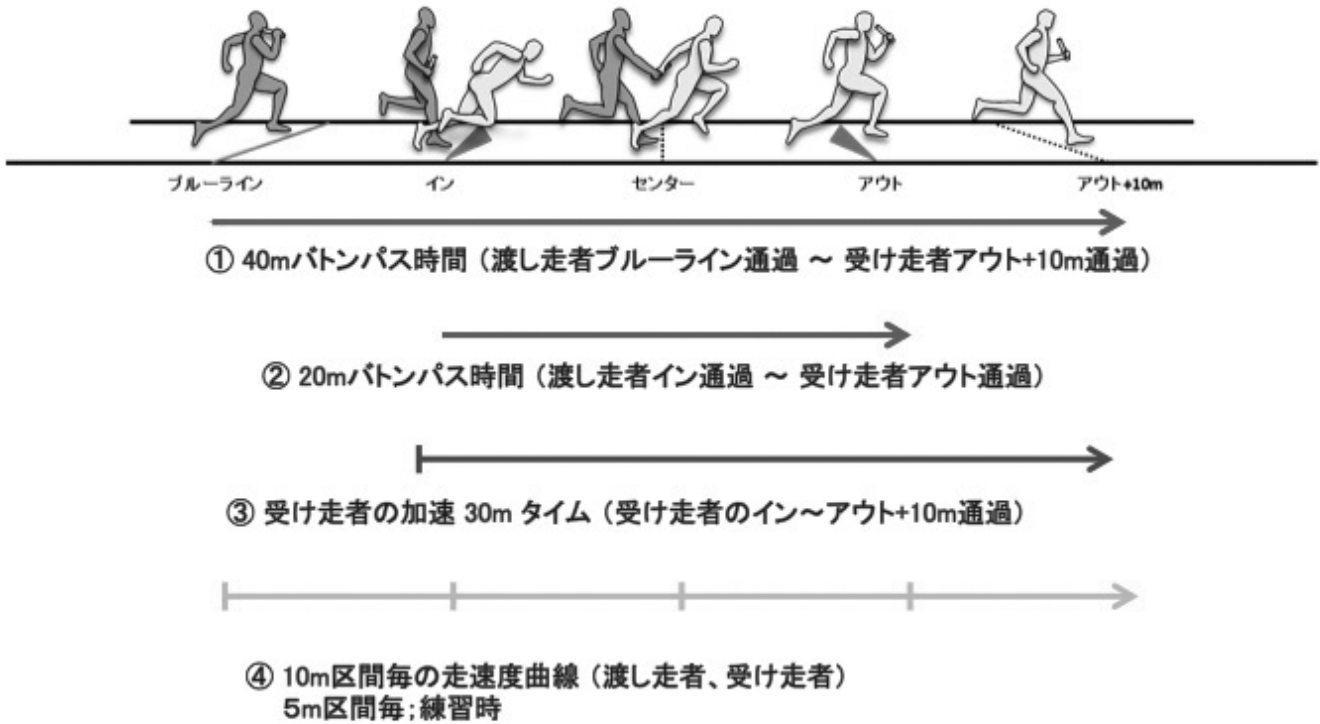 ブルーライン イン センター アウト アウト+10m
① 40mバトンパス時間（渡し走者ブルーライン通過 ～ 受け走者アウト+10m通過）
② 20mバトンパス時間（渡し走者イン通過 ～ 受け走者アウト通過）
③ 受け走者の加速 30m タイム（受け走者のイン～アウト+10m通過）
④ 10m区間毎の走速度曲線（渡し走者、受け走者）
5m区間毎；練習時